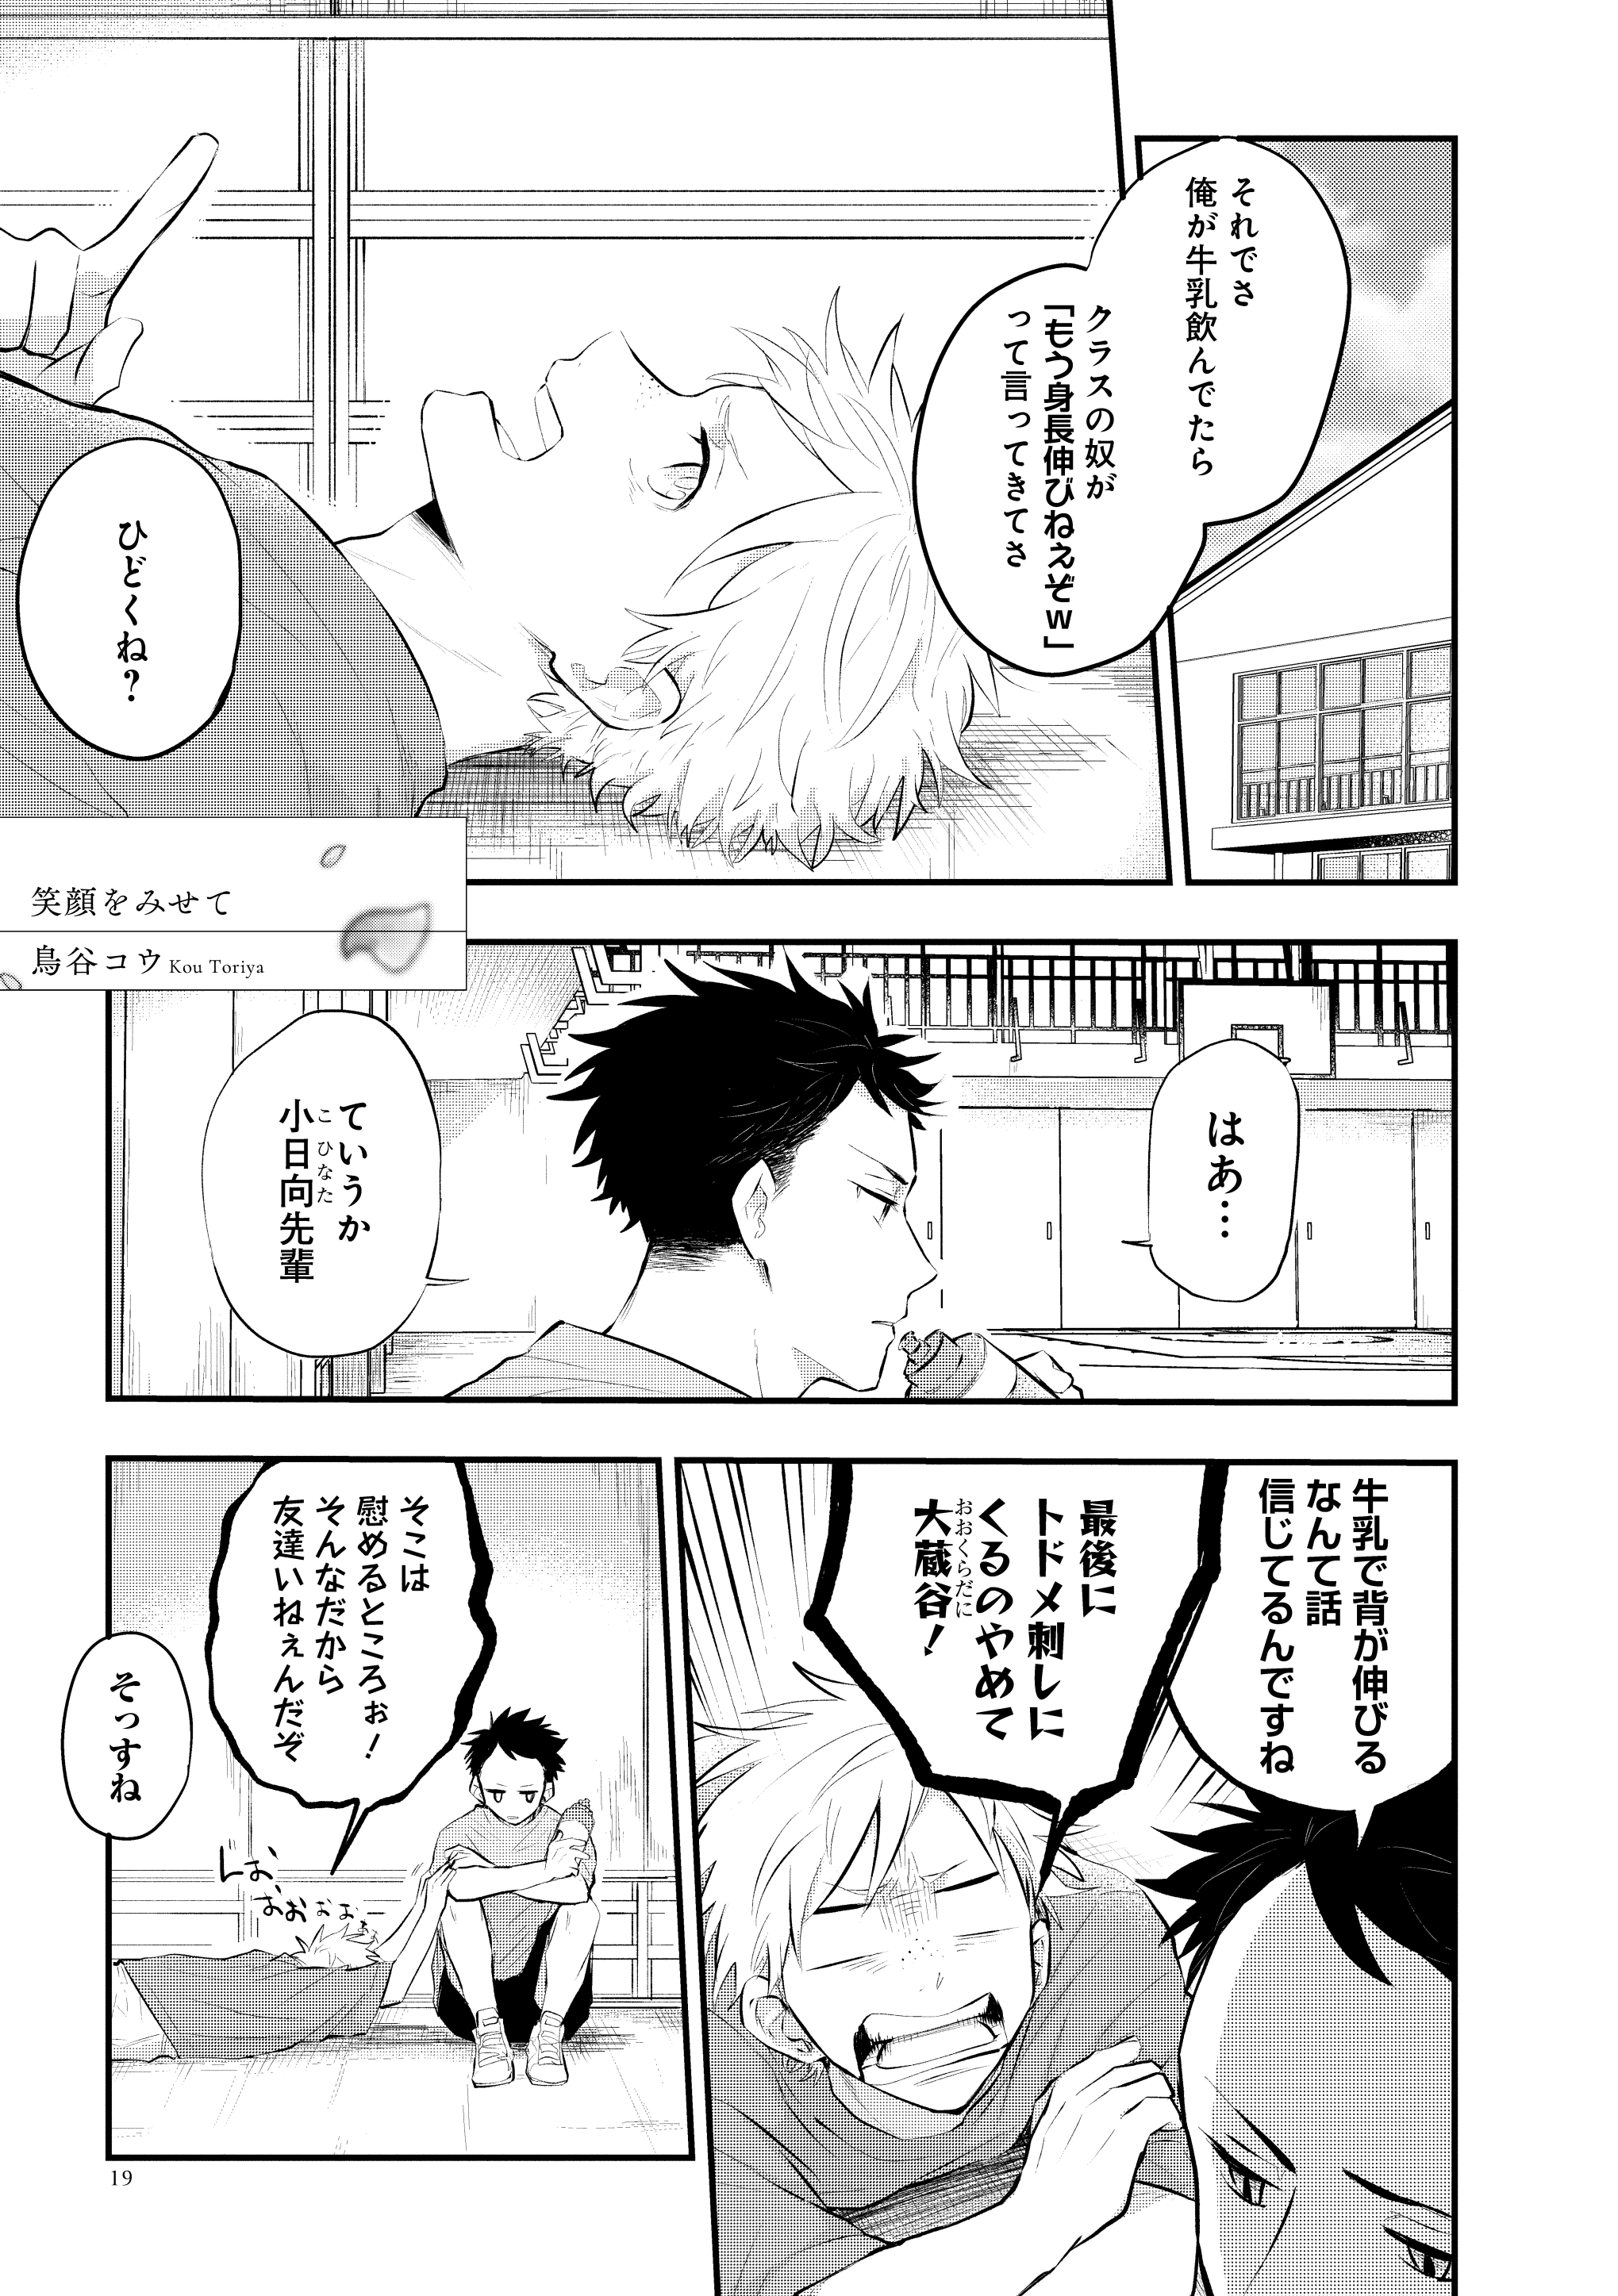 それでさ
俺が牛乳飲んでたら
クラスの奴が
「もう身長伸びねぇぞw」
って言ってきてさ
ひどくね？
笑顔をみせて
鳥谷コウ Kou Toriya
はあ…
ていうか
小日向先輩
こひなた
牛乳で背が伸びる
なんて話
信じてるんですね
最後に
トドメ刺しに
くるのやめて
大蔵谷！
おおくらだに
そこは
慰めるところぉ！
そんなだから
友達いねぇんだぞ
そっすね
19